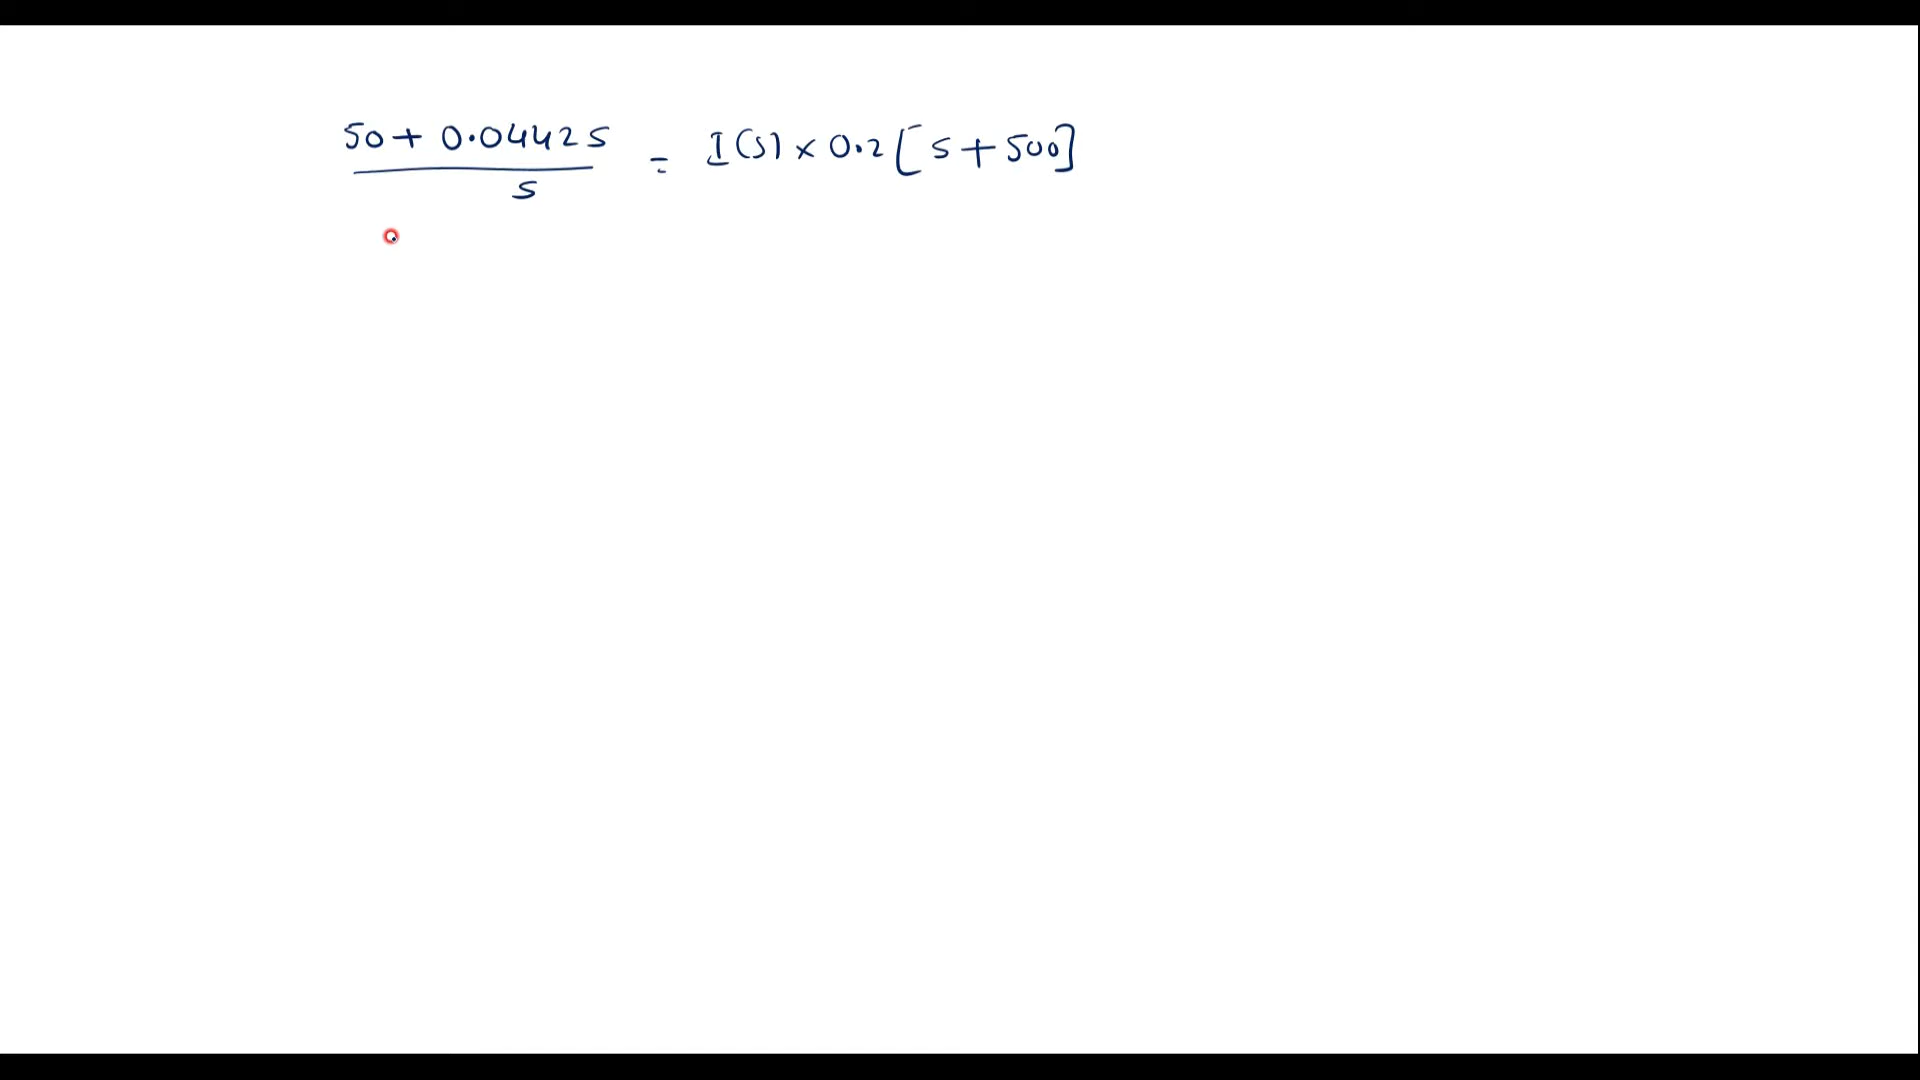 50 + 0.0442s / s = I(s) × 0.2 [s + 500]